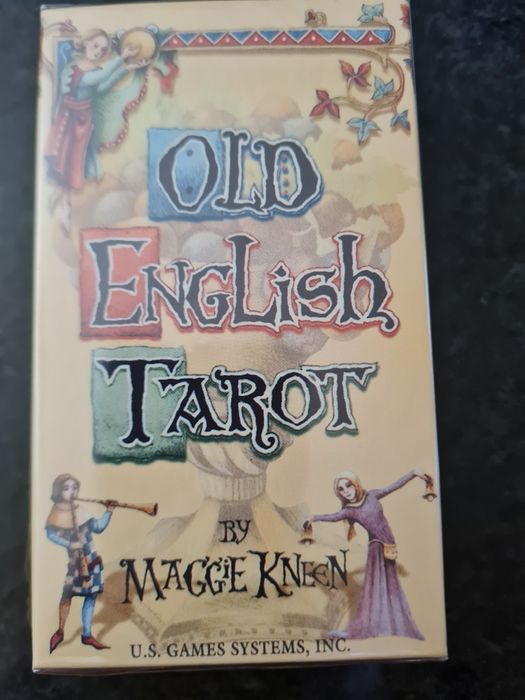 OLD
ENGLish
TAROT
BY
MAGGiE KNEEN
U.S. GAMES SYSTEMS, INC.